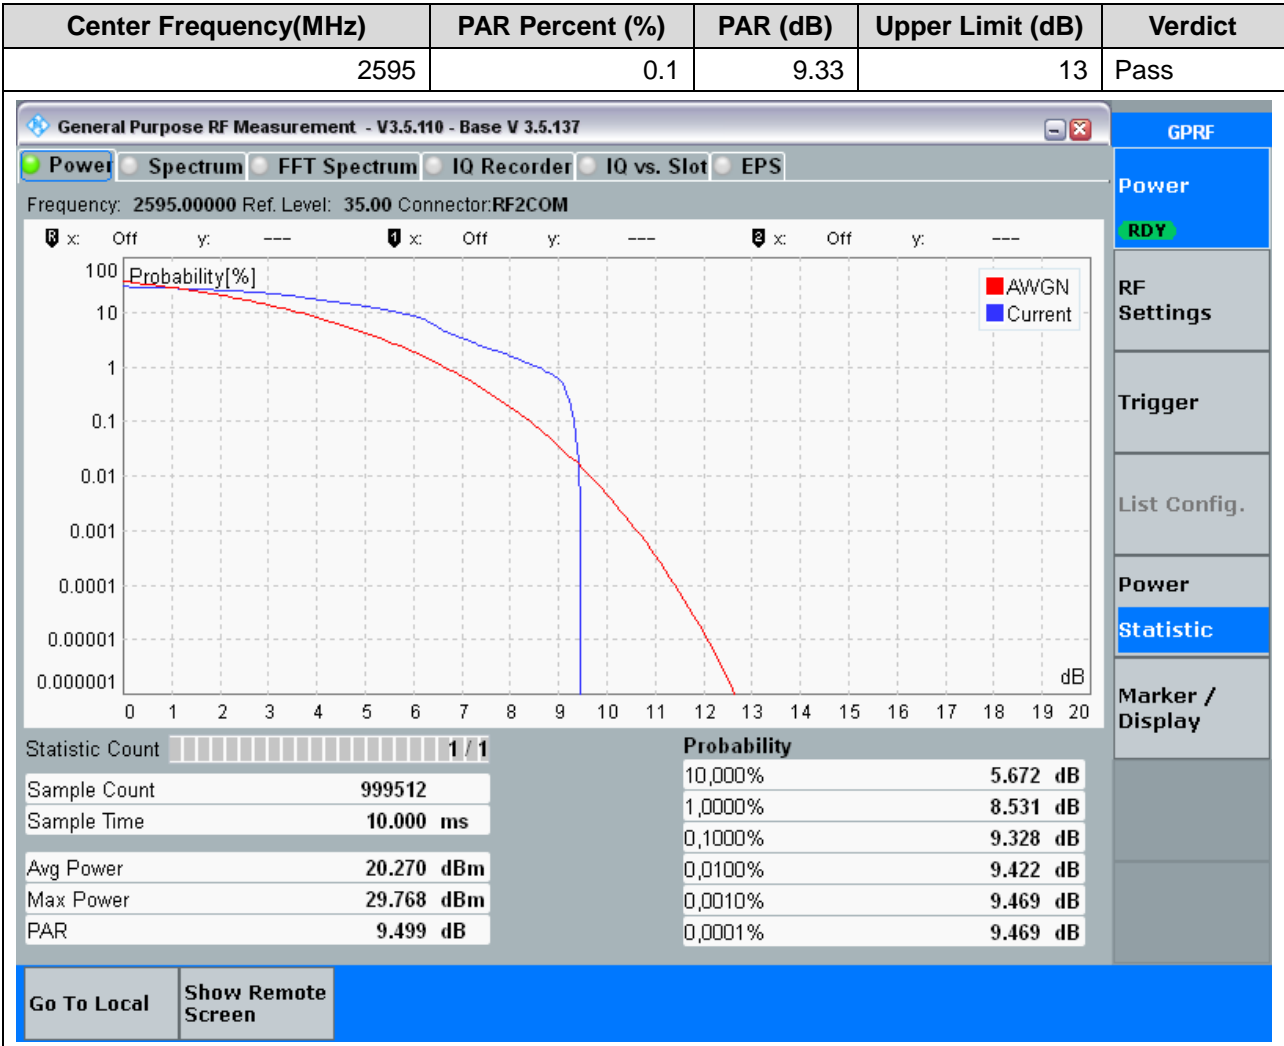 Center Frequency(MHz) PAR Percent (%) PAR (dB) Upper Limit (dB) Verdict
2595 0.1 9.33 13 Pass
General Purpose RF Measurement - V3.5.110 - Base V 3.5.137
GPRF
Power Spectrum FFT Spectrum IQ Recorder IQ vs. Slot EPS
Frequency: 2595.00000 Ref. Level: 35.00 Connector:RF2COM
R x: Off y: --- 1 x: Off y: --- 2 x: Off y: ---
Probability[%]
AWGN
Current
100
10
1
0.1
0.01
0.001
0.0001
0.00001
0.000001
dB
0 1 2 3 4 5 6 7 8 9 10 11 12 13 14 15 16 17 18 19 20
Statistic Count 1 / 1
Sample Count 999512
Sample Time 10.000 ms
Avg Power 20.270 dBm
Max Power 29.768 dBm
PAR 9.499 dB
Probability
10,000% 5.672 dB
1,0000% 8.531 dB
0,1000% 9.328 dB
0,0100% 9.422 dB
0,0010% 9.469 dB
0,0001% 9.469 dB
Power
RDY
RF
Settings
Trigger
List Config.
Power
Statistic
Marker /
Display
Go To Local
Show Remote
Screen